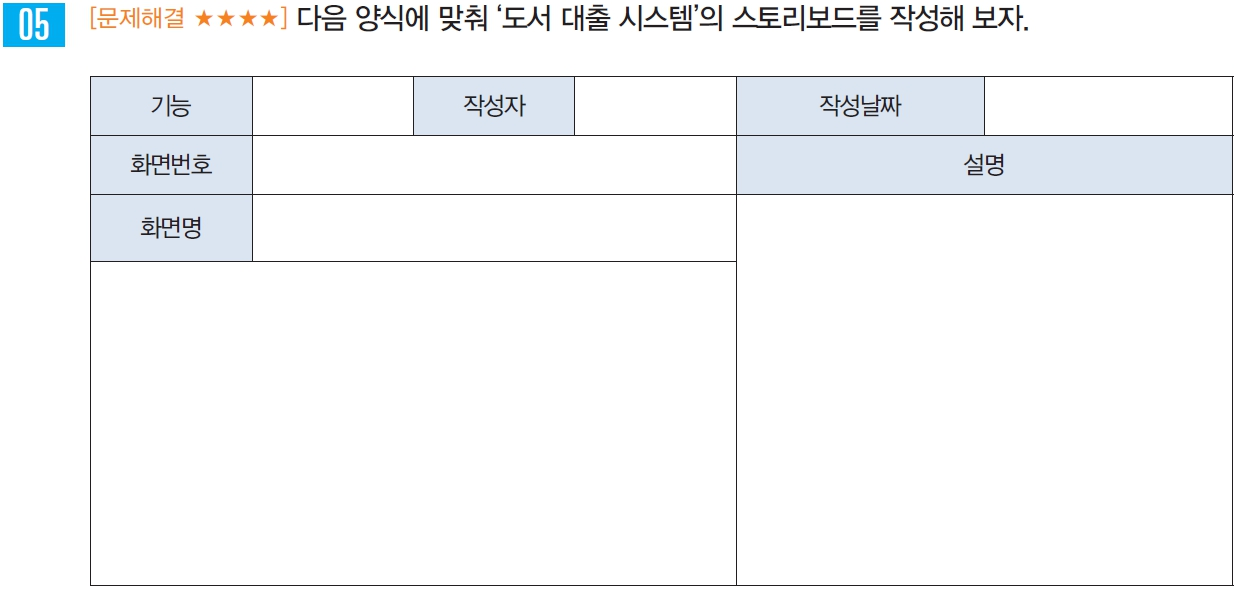 05 [문제해결 ★★★★] 다음 양식에 맞춰 ‘도서 대출 시스템’의 스토리보드를 작성해 보자.
기능 작성자 작성날짜
화면번호 설명
화면명